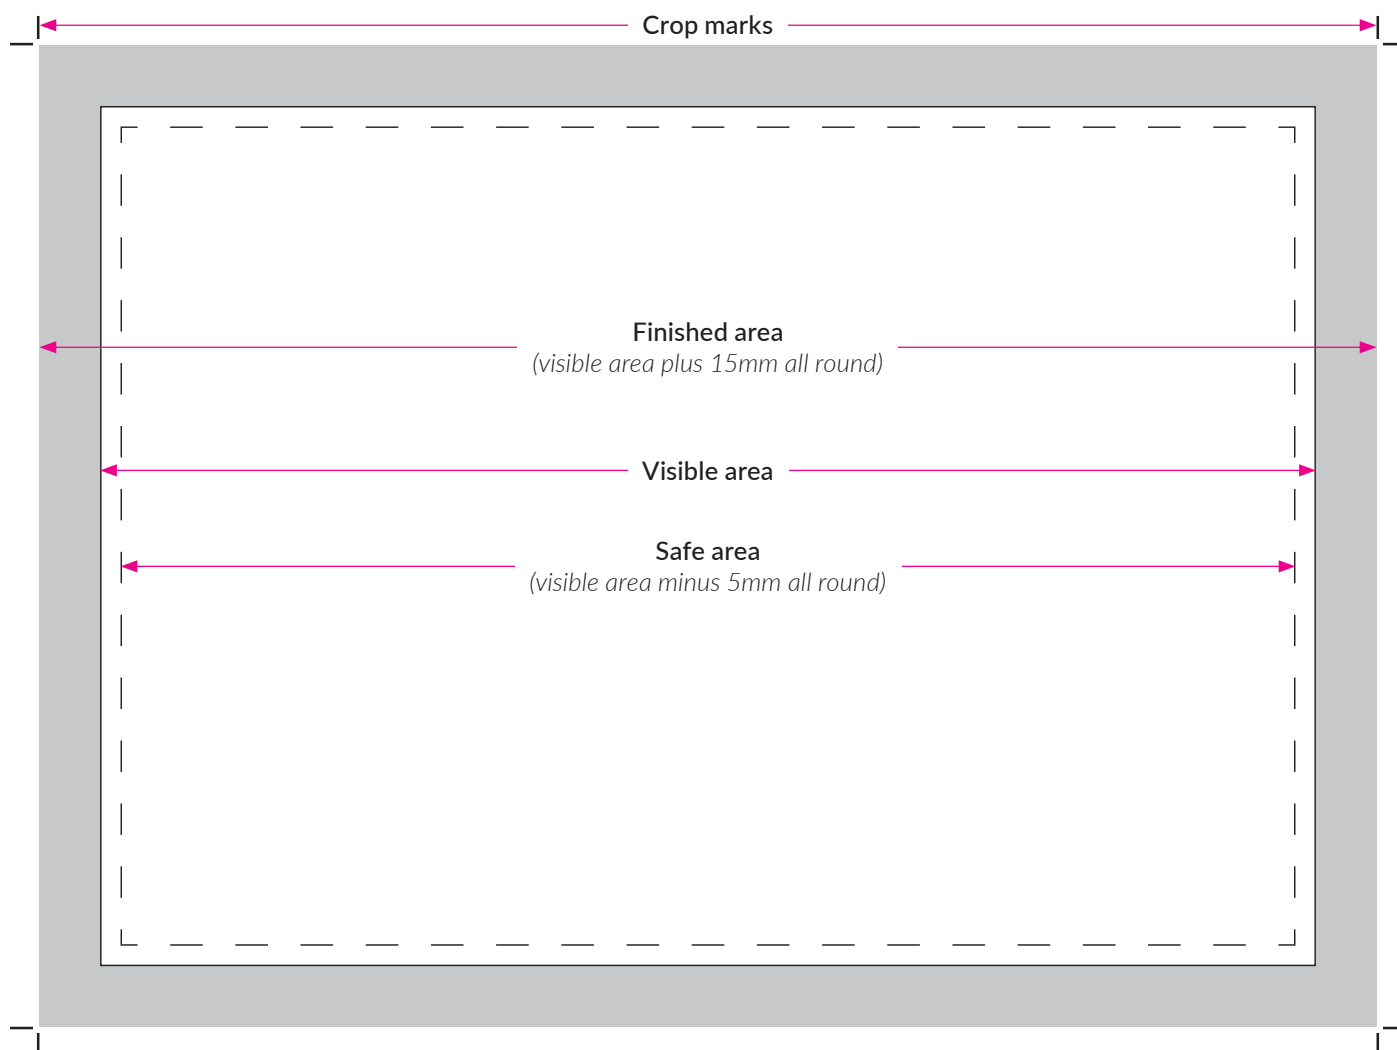 Crop marks
Finished area
(visible area plus 15mm all round)
Visible area
Safe area
(visible area minus 5mm all round)